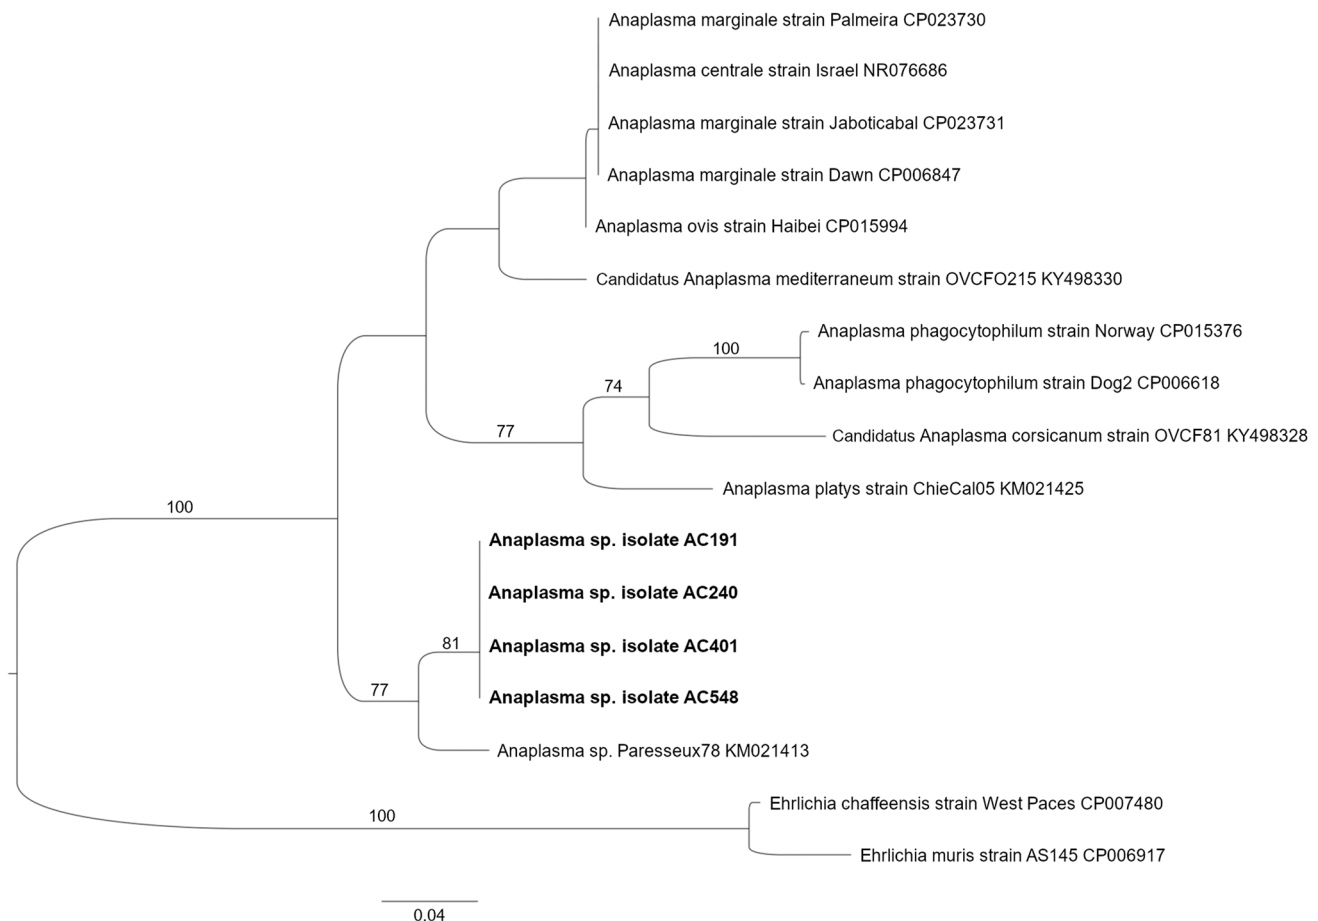 Anaplasma marginale strain Palmeira CP023730
Anaplasma centrale strain Israel NR076686
Anaplasma marginale strain Jaboticabal CP023731
Anaplasma marginale strain Dawn CP006847
Anaplasma ovis strain Haibei CP015994
Candidatus Anaplasma mediterraneum strain OVCFO215 KY498330
Anaplasma phagocytophilum strain Norway CP015376
100
Anaplasma phagocytophilum strain Dog2 CP006618
74
Candidatus Anaplasma corsicanum strain OVCF81 KY498328
77
Anaplasma platys strain ChieCal05 KM021425
100
Anaplasma sp. isolate AC191
Anaplasma sp. isolate AC240
81
Anaplasma sp. isolate AC401
77
Anaplasma sp. isolate AC548
Anaplasma sp. Paresseux78 KM021413
Ehrlichia chaffeensis strain West Paces CP007480
100
Ehrlichia muris strain AS145 CP006917
0.04